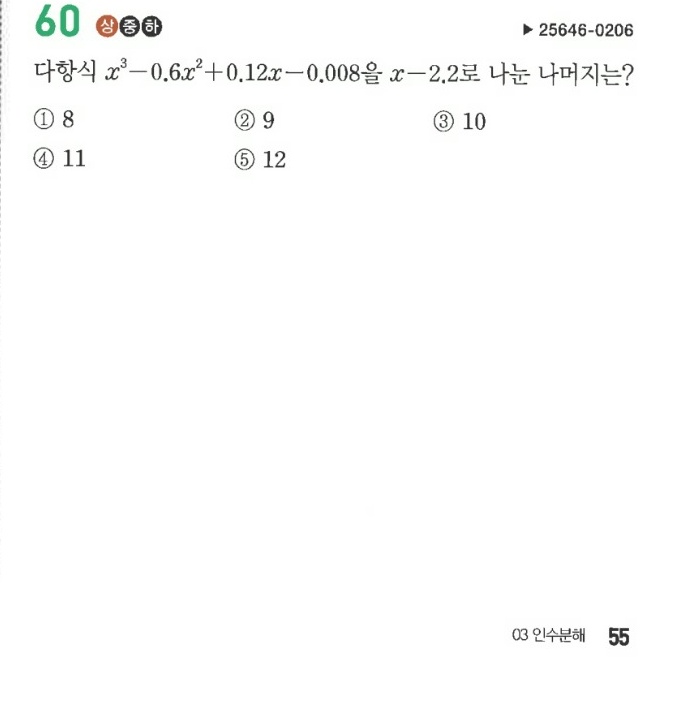 60 상 중 하 ▶ 25646-0206
다항식 x³-0.6x²+0.12x-0.008을 x-2.2로 나눈 나머지는?
① 8 ② 9 ③ 10
④ 11 ⑤ 12
03 인수분해 55